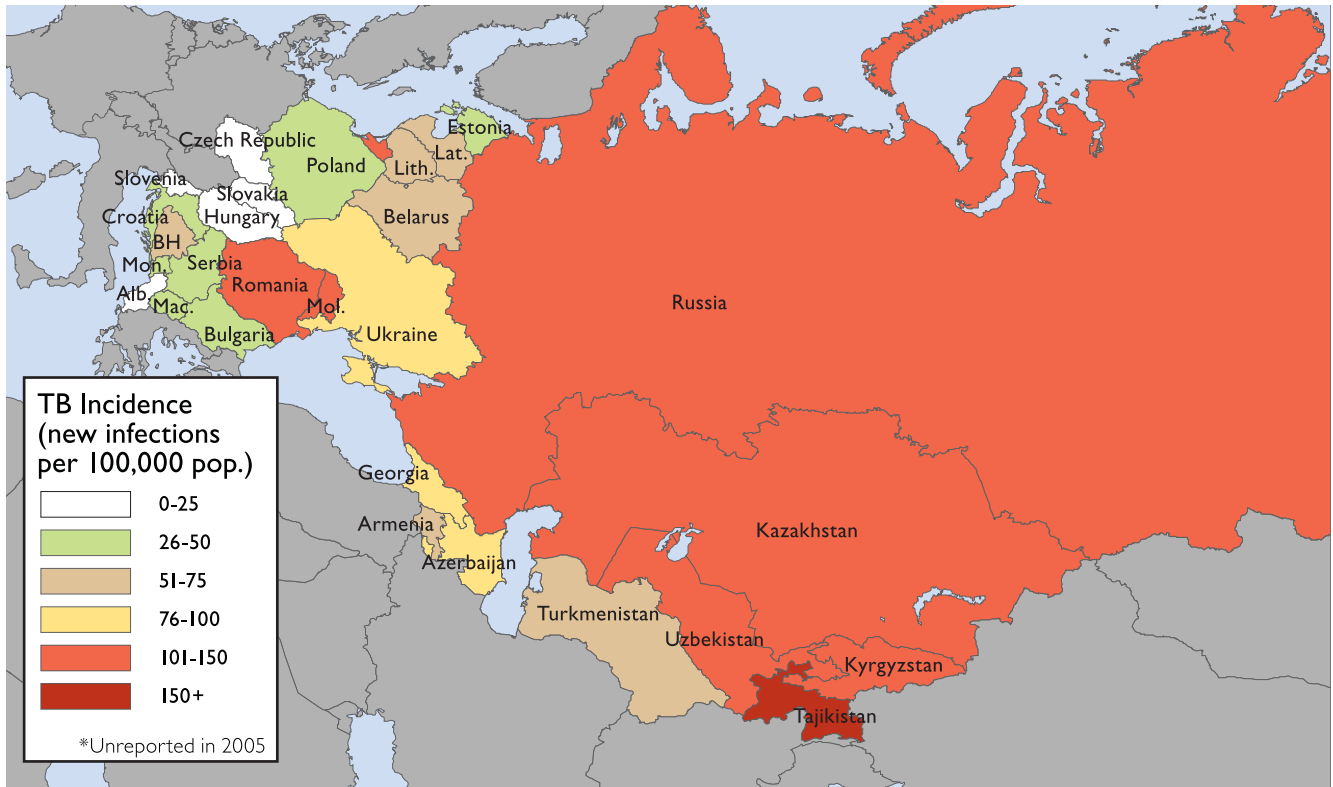 Czech Republic
Estonia
Poland
Lat.
Lith.
Slovenia
Slovakia
Croatia
Hungary
Belarus
BH
Mon.
Serbia
Romania
Alb.
Mac.
Mol.
Russia
Bulgaria
Ukraine
Georgia
Armenia
Azerbaijan
Kazakhstan
Turkmenistan
Uzbekistan
Kyrgyzstan
Tajikistan
TB Incidence
(new infections
per 100,000 pop.)
0-25
26-50
51-75
76-100
101-150
150+
*Unreported in 2005